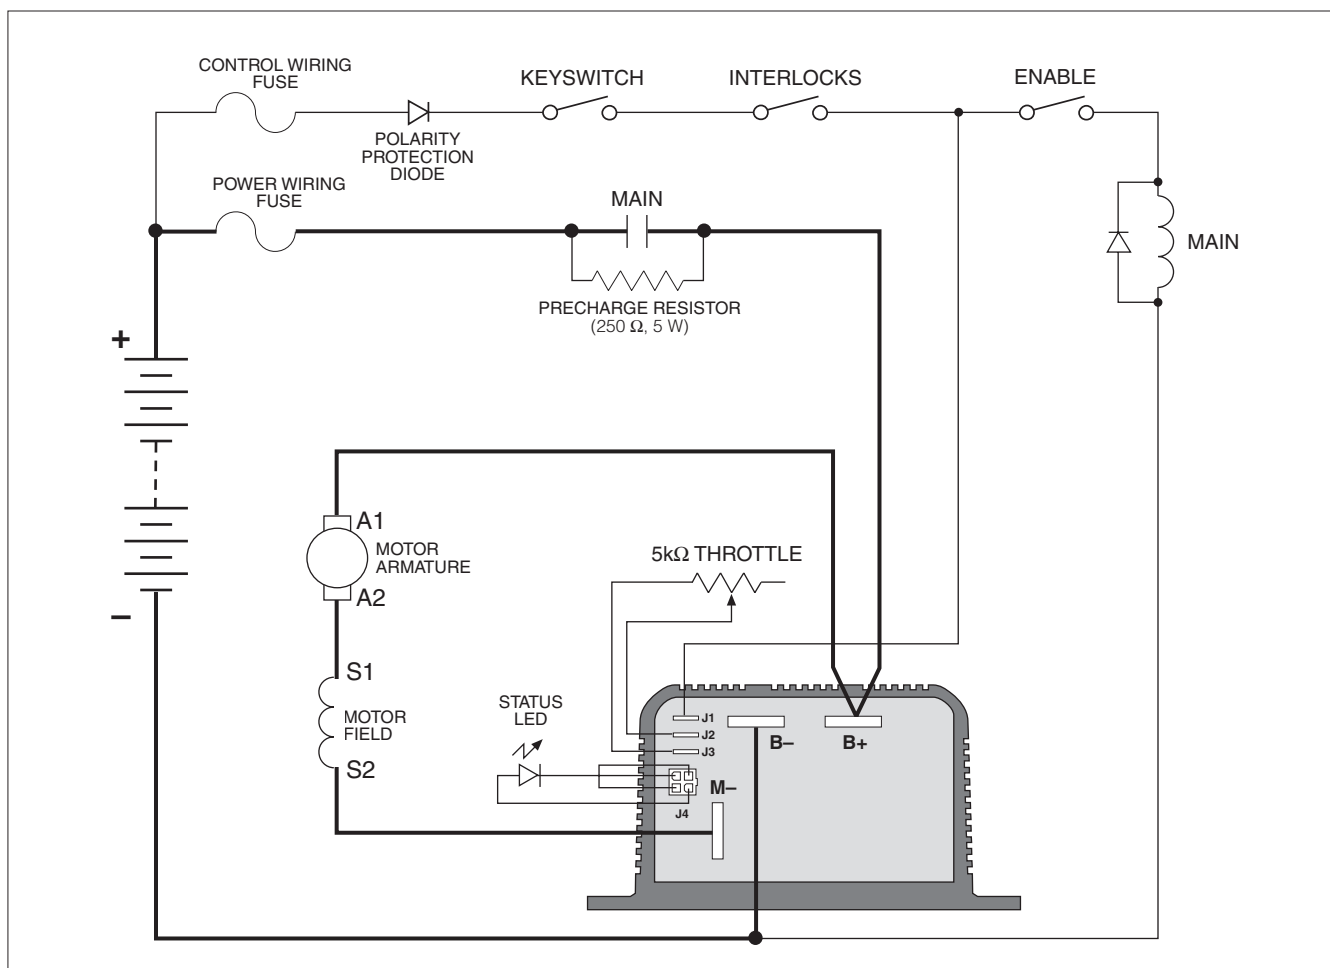 CONTROL WIRING
FUSE
KEYSWITCH
INTERLOCKS
ENABLE
POLARITY
PROTECTION
DIODE
POWER WIRING
FUSE
MAIN
MAIN
PRECHARGE RESISTOR
(250 Ω, 5 W)
+
–
A1
MOTOR
ARMATURE
A2
5kΩ THROTTLE
S1
MOTOR
FIELD
S2
STATUS
LED
J1
J2
J3
B–
B+
M–
J4